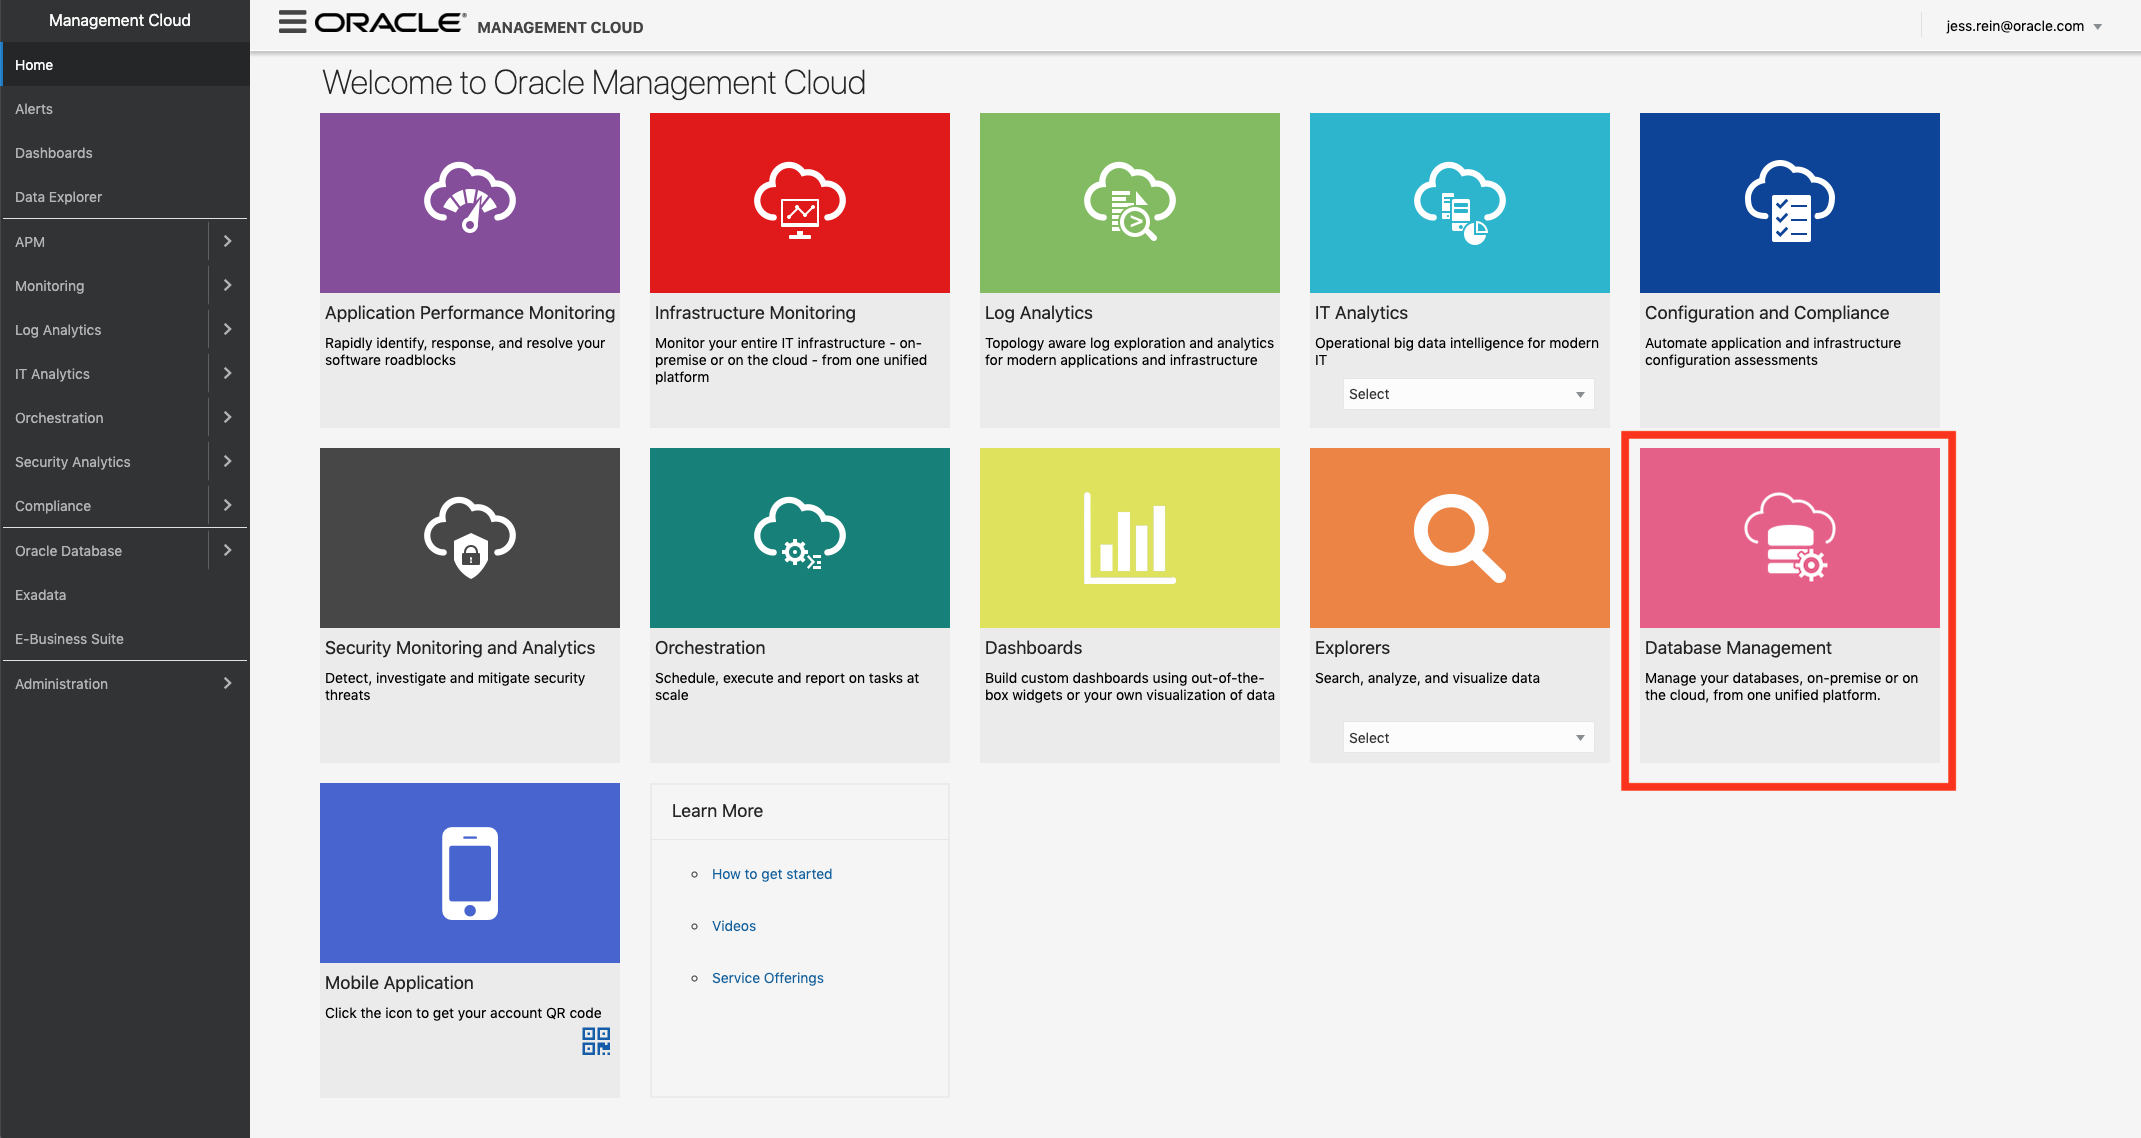 Management Cloud
Home
Alerts
Dashboards
Data Explorer
APM
Monitoring
Log Analytics
IT Analytics
Orchestration
Security Analytics
Compliance
Oracle Database
Exadata
E-Business Suite
Administration
ORACLE® MANAGEMENT CLOUD
jess.rein@oracle.com
Welcome to Oracle Management Cloud
Application Performance Monitoring
Rapidly identify, response, and resolve your
software roadblocks
Infrastructure Monitoring
Monitor your entire IT infrastructure - on-
premise or on the cloud - from one unified
platform
Log Analytics
Topology aware log exploration and analytics
for modern applications and infrastructure
IT Analytics
Operational big data intelligence for modern
IT
Select
Configuration and Compliance
Automate application and infrastructure
configuration assessments
Security Monitoring and Analytics
Detect, investigate and mitigate security
threats
Orchestration
Schedule, execute and report on tasks at
scale
Dashboards
Build custom dashboards using out-of-the-
box widgets or your own visualization of data
Explorers
Search, analyze, and visualize data
Select
Database Management
Manage your databases, on-premise or on
the cloud, from one unified platform.
Mobile Application
Click the icon to get your account QR code
Learn More
How to get started
Videos
Service Offerings